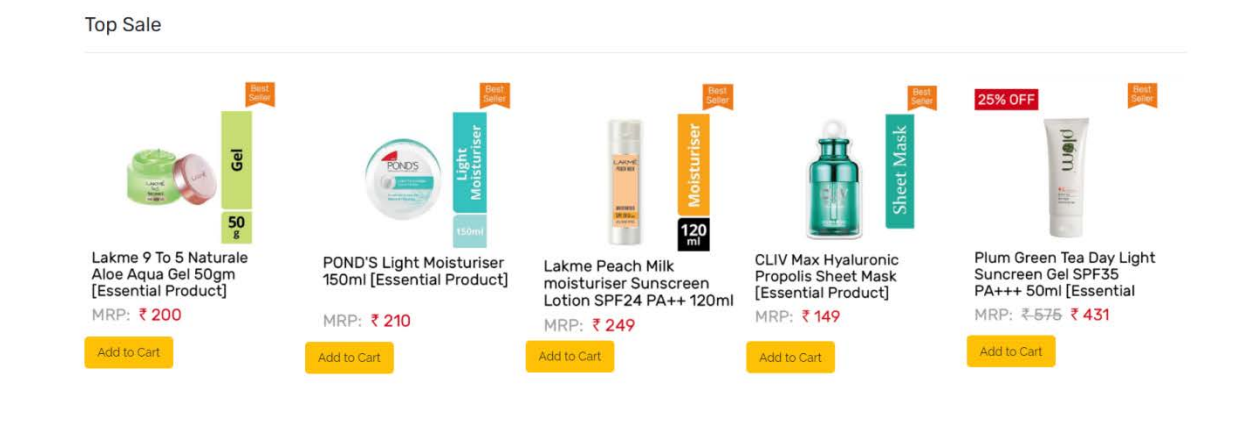 Top Sale
Best
Seller
Gel
50
g
LAKMÉ
Lakme 9 To 5 Naturale
Aloe Aqua Gel 50gm
[Essential Product]
MRP: ₹ 200
Add to Cart
Best
Seller
POND'S
Light
Moisturiser
150ml
POND'S Light Moisturiser
150ml [Essential Product]
MRP: ₹ 210
Add to Cart
Best
Seller
LAKMÉ
PEACH MILK
Moisturiser
120
ml
Lakme Peach Milk
moisturiser Sunscreen
Lotion SPF24 PA++ 120ml
MRP: ₹ 249
Add to Cart
Best
Seller
CLIV
Sheet Mask
CLIV Max Hyaluronic
Propolis Sheet Mask
[Essential Product]
MRP: ₹ 149
Add to Cart
25% OFF
Best
Seller
plum
Plum Green Tea Day Light
Suncreen Gel SPF35
PA+++ 50ml [Essential
MRP: ₹ 575 ₹ 431
Add to Cart